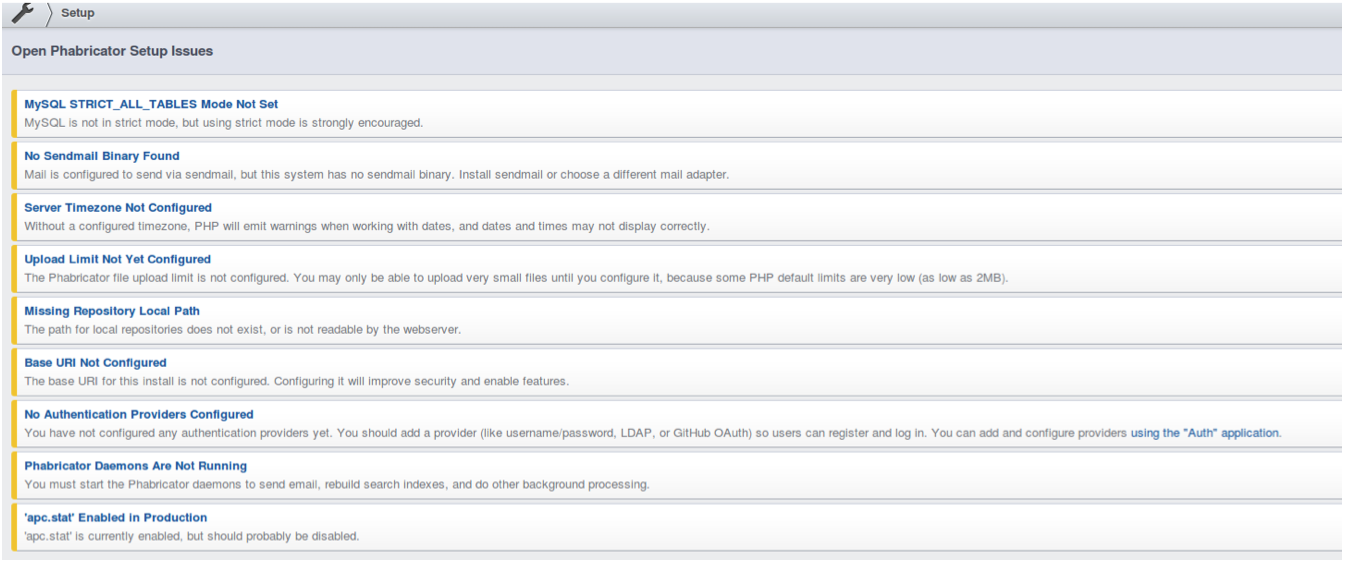 Setup
Open Phabricator Setup Issues
MySQL STRICT_ALL_TABLES Mode Not Set
MySQL is not in strict mode, but using strict mode is strongly encouraged.
No Sendmail Binary Found
Mail is configured to send via sendmail, but this system has no sendmail binary. Install sendmail or choose a different mail adapter.
Server Timezone Not Configured
Without a configured timezone, PHP will emit warnings when working with dates, and dates and times may not display correctly.
Upload Limit Not Yet Configured
The Phabricator file upload limit is not configured. You may only be able to upload very small files until you configure it, because some PHP default limits are very low (as low as 2MB).
Missing Repository Local Path
The path for local repositories does not exist, or is not readable by the webserver.
Base URI Not Configured
The base URI for this install is not configured. Configuring it will improve security and enable features.
No Authentication Providers Configured
You have not configured any authentication providers yet. You should add a provider (like username/password, LDAP, or GitHub OAuth) so users can register and log in. You can add and configure providers using the "Auth" application.
Phabricator Daemons Are Not Running
You must start the Phabricator daemons to send email, rebuild search indexes, and do other background processing.
'apc.stat' Enabled in Production
'apc.stat' is currently enabled, but should probably be disabled.